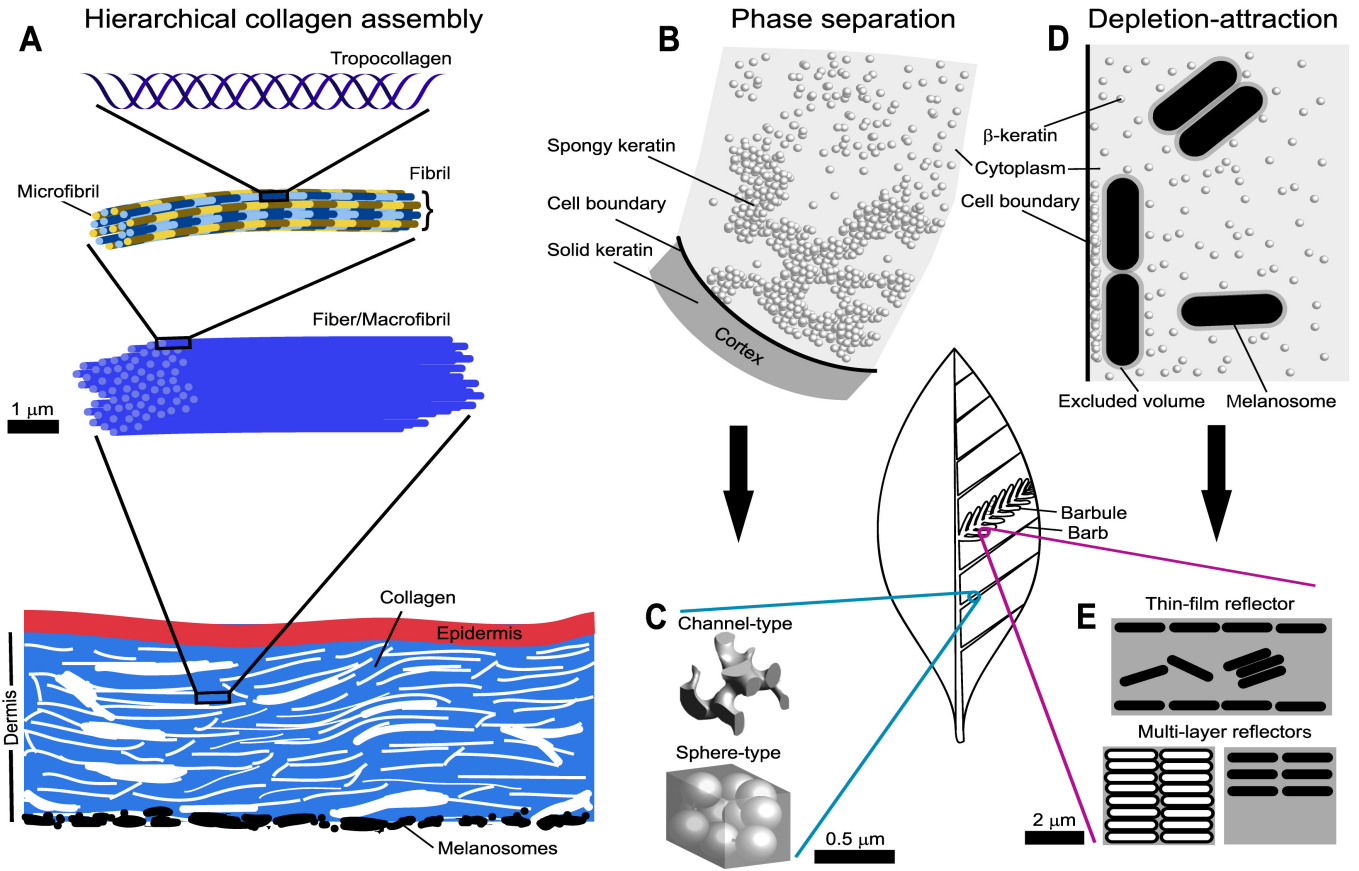 Hierarchical collagen assembly
A
Tropocollagen
Microfibril
Fibril
Fiber/Macrofibril
1 μm
Collagen
Epidermis
Dermis
Melanosomes
Phase separation
B
Spongy keratin
Cell boundary
Solid keratin
Cortex
Depletion-attraction
D
β-keratin
Cytoplasm
Cell boundary
Excluded volume
Melanosome
Barbule
Barb
C
Channel-type
Sphere-type
0.5 μm
E
Thin-film reflector
Multi-layer reflectors
2 μm